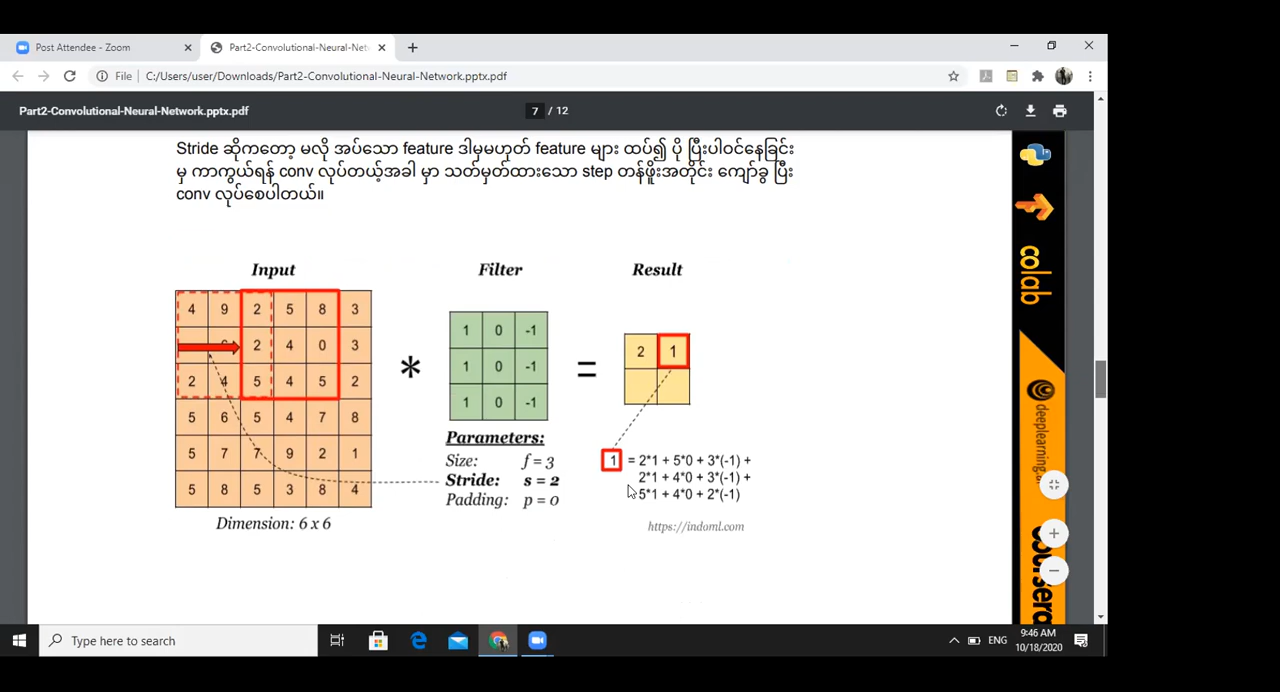 Post Attendee - Zoom
Part2-Convolutional-Neural-Net
File C:/Users/user/Downloads/Part2-Convolutional-Neural-Network.pptx.pdf
Part2-Convolutional-Neural-Network.pptx.pdf
7 / 12
Stride ဆိုကတော့ မလို အပ်သော feature ဒါမှမဟုတ် feature များ ထပ်၍ ပို ပြီးပါဝင်နေခြင်း
မှ ကာကွယ်ရန် conv လုပ်တယ့်အခါ မှာ သတ်မှတ်ထားသော step တန်ဖိုးအတိုင်း ကျော်ခွ ပြီး
conv လုပ်စေပါတယ်။
Input Filter Result
4 9 2 5 8 3
2 4 0 3
2 4 5 4 5 2
5 6 5 4 7 8
5 7 7 9 2 1
5 8 5 3 8 4
Dimension: 6 x 6
*
1 0 -1
1 0 -1
1 0 -1
=
2 1
Parameters:
Size: f = 3
Stride: s = 2
Padding: p = 0
1 = 2*1 + 5*0 + 3*(-1) +
2*1 + 4*0 + 3*(-1) +
5*1 + 4*0 + 2*(-1)
https://indoml.com
colab
deeplearning.
coursera
Type here to search
ENG
9:46 AM
10/18/2020